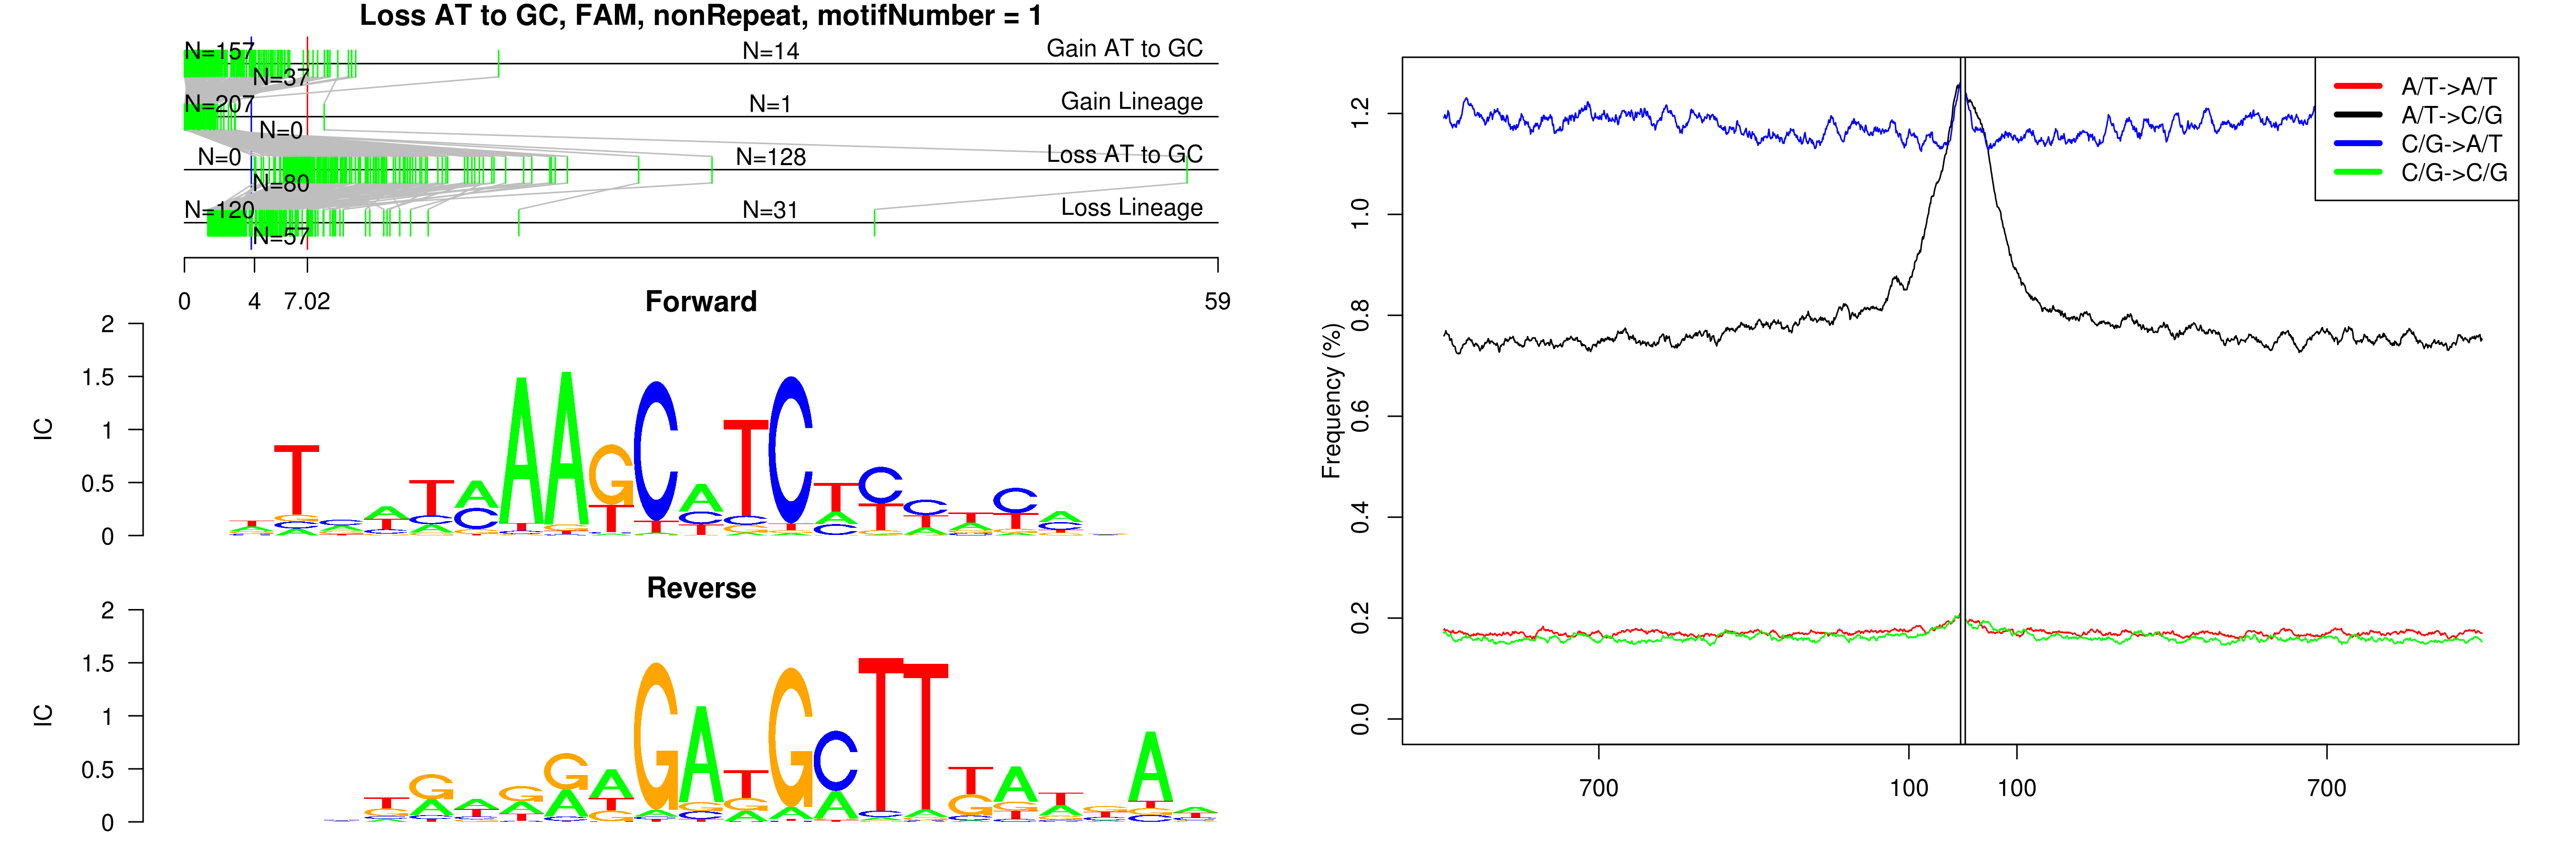 Loss AT to GC, FAM, nonRepeat, motifNumber = 1
N=157 N=14 Gain AT to GC
N=37
N=207 N=1 Gain Lineage
N=0
N=0 N=128 Loss AT to GC
N=80
N=120 N=31 Loss Lineage
N=57
0 4 7.02 59
Forward
IC
2
1.5
1
0.5
0
Reverse
IC
2
1.5
1
0.5
0
Frequency (%)
1.2
1.0
0.8
0.6
0.4
0.2
0.0
700 100 100 700
A/T->A/T
A/T->C/G
C/G->A/T
C/G->C/G